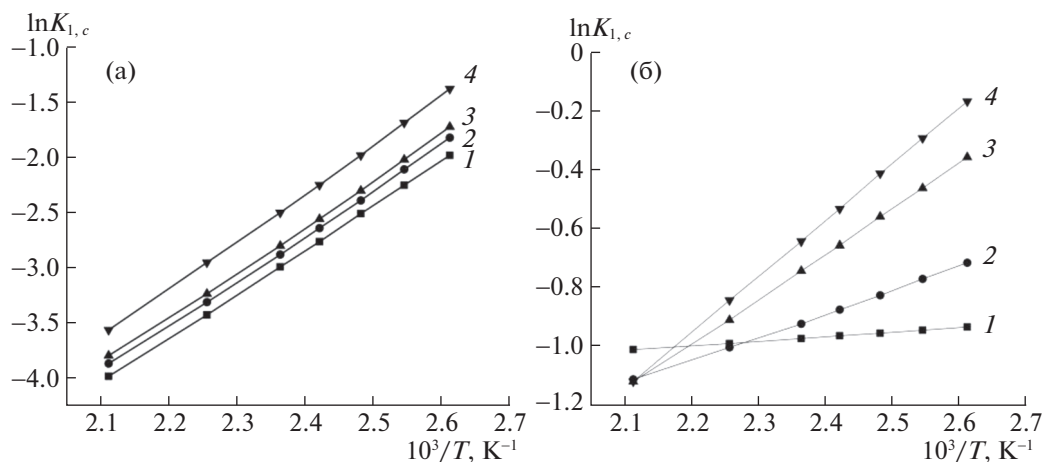 lnK1, c
(а)
–1.0
–1.5
–2.0
–2.5
–3.0
–3.5
–4.0
4
3
2
1
2.1 2.2 2.3 2.4 2.5 2.6 2.7
10³/T, K⁻¹
lnK1, c
(б)
0
–0.2
–0.4
–0.6
–0.8
–1.0
–1.2
4
3
2
1
2.1 2.2 2.3 2.4 2.5 2.6 2.7
10³/T, K⁻¹